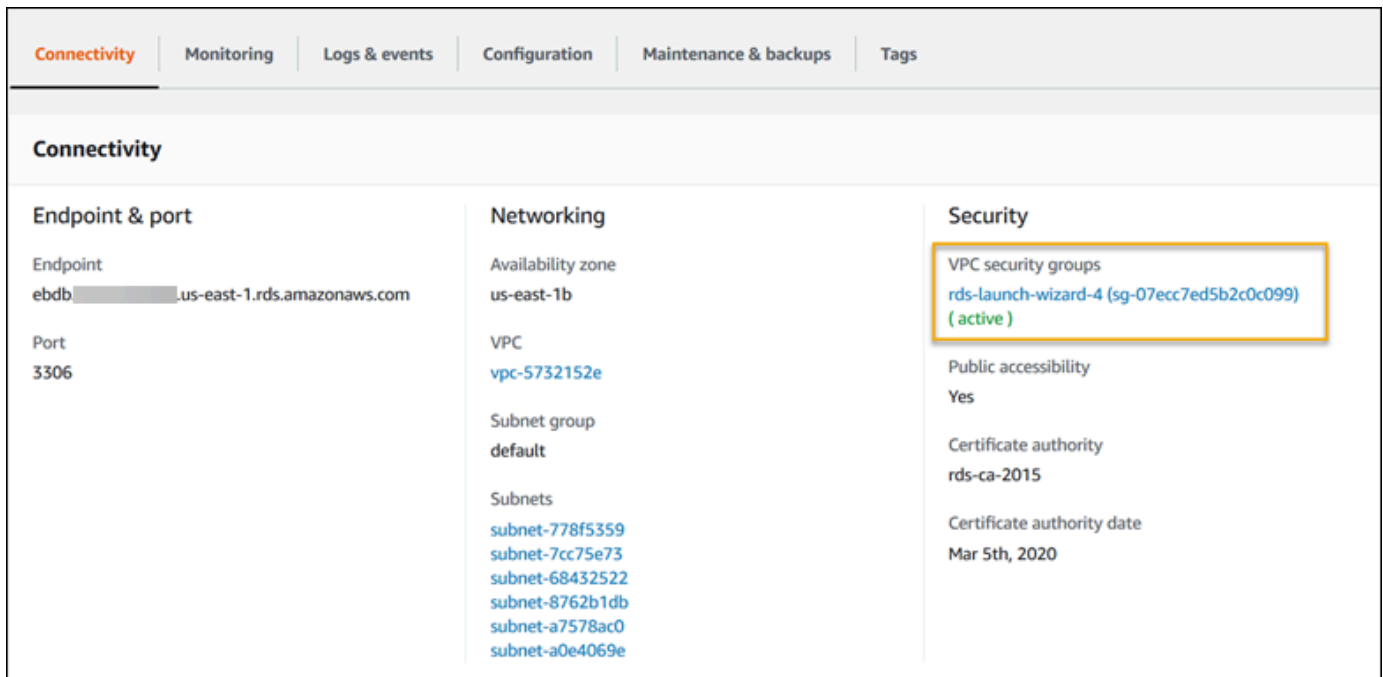 Connectivity
Monitoring
Logs & events
Configuration
Maintenance & backups
Tags
Connectivity
Endpoint & port
Endpoint
ebdb. .us-east-1.rds.amazonaws.com
Port
3306
Networking
Availability zone
us-east-1b
VPC
vpc-5732152e
Subnet group
default
Subnets
subnet-778f5359
subnet-7cc75e73
subnet-68432522
subnet-8762b1db
subnet-a7578ac0
subnet-a0e4069e
Security
VPC security groups
rds-launch-wizard-4 (sg-07ecc7ed5b2c0c099)
( active )
Public accessibility
Yes
Certificate authority
rds-ca-2015
Certificate authority date
Mar 5th, 2020